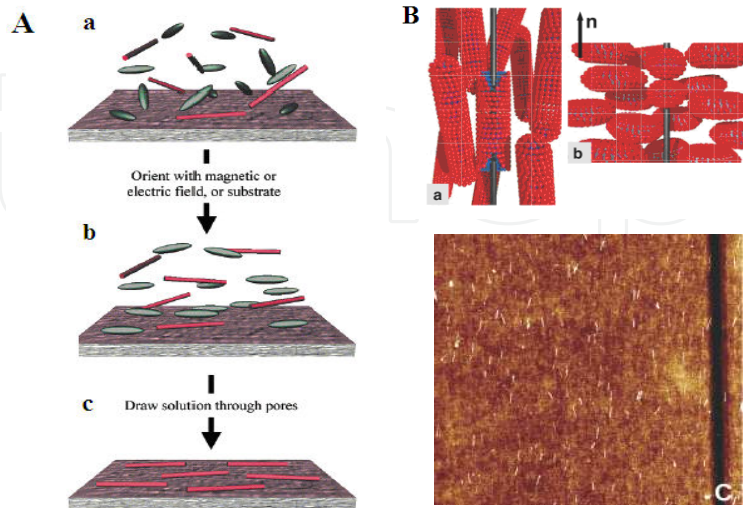 A
a
Orient with magnetic or
electric field, or substrate
b
c
Draw solution through pores
B
a
n
b
C